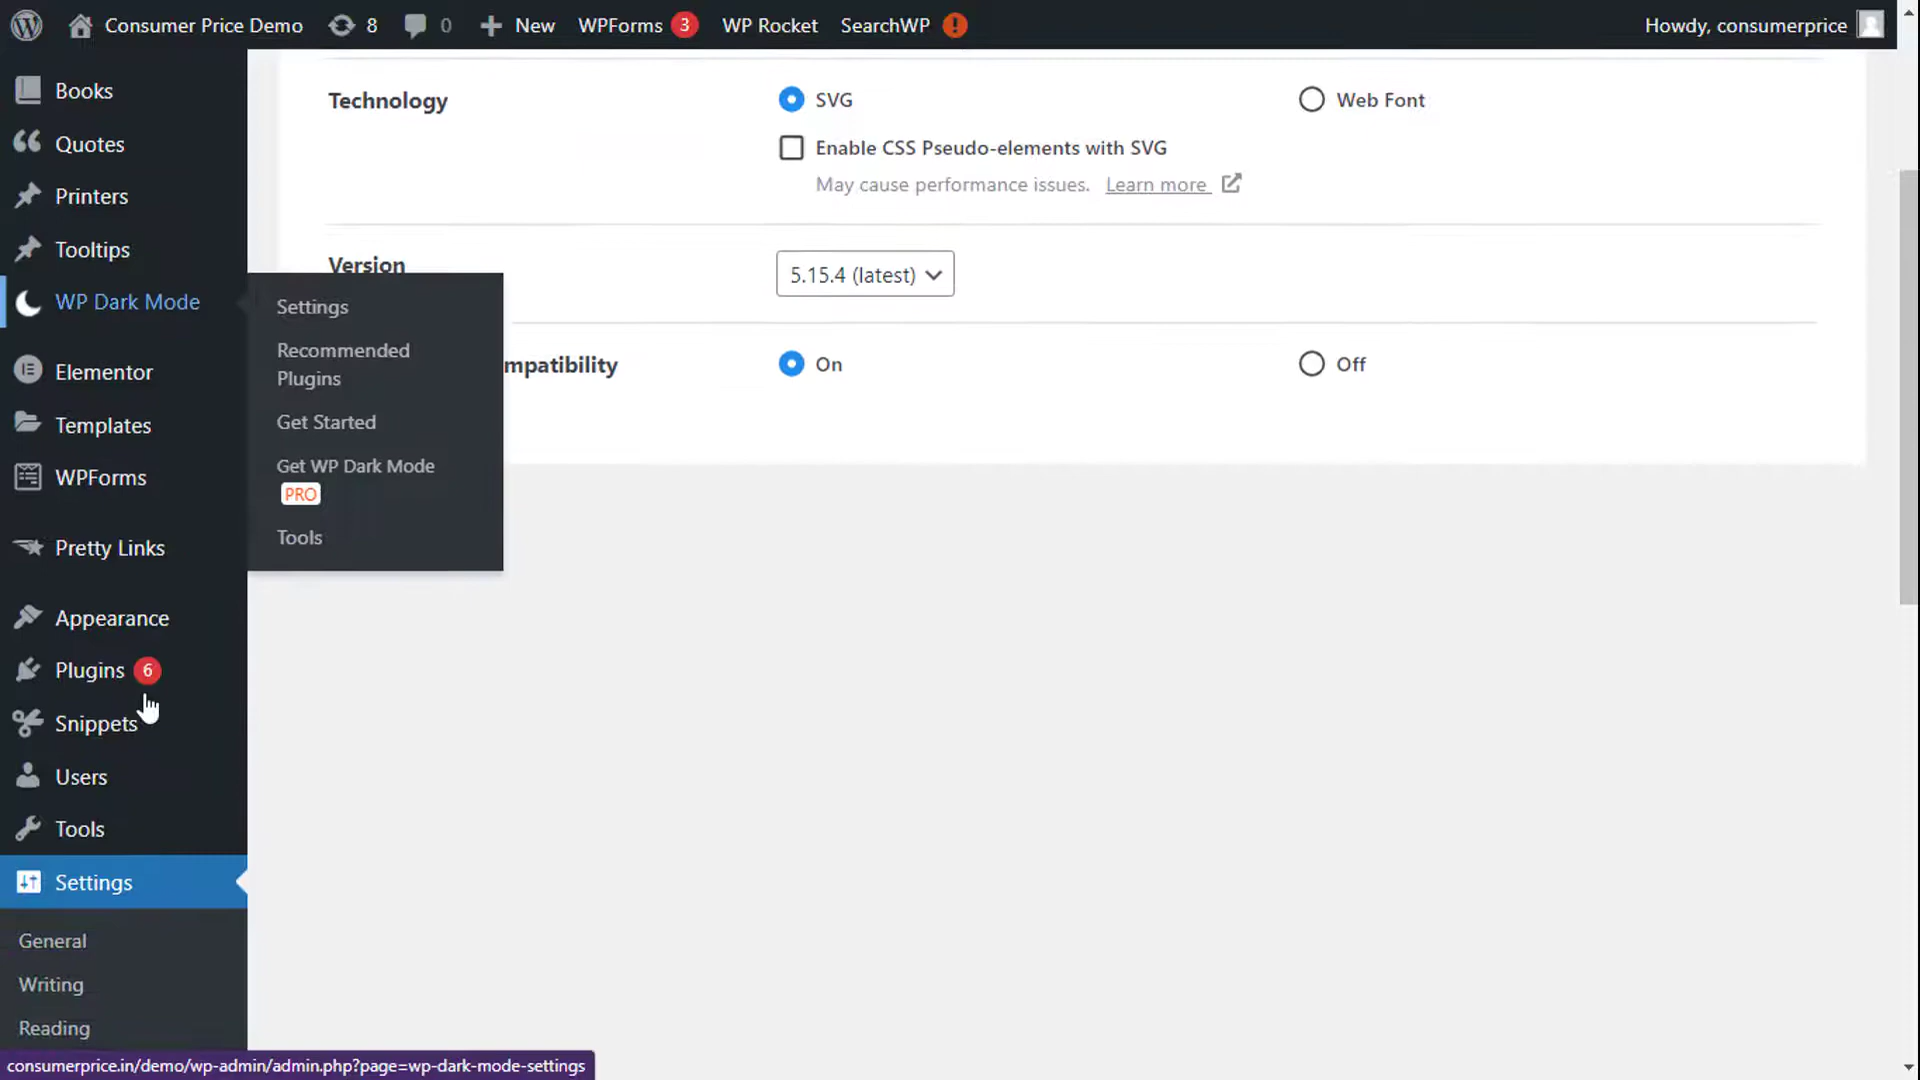 Consumer Price Demo 8 0 New WPForms 3 WP Rocket SearchWP ! Howdy, consumerprice
Books
Quotes
Printers
Tooltips
WP Dark Mode
Elementor
Templates
WPForms
Pretty Links
Appearance
Plugins 6
Snippets
Users
Tools
Settings
General
Writing
Reading
Settings
Recommended
Plugins
Get Started
Get WP Dark Mode
PRO
Tools
Technology
SVG
Web Font
Enable CSS Pseudo-elements with SVG
May cause performance issues. Learn more
Version
5.15.4 (latest)
mpatibility
On
Off
consumerprice.in/demo/wp-admin/admin.php?page=wp-dark-mode-settings